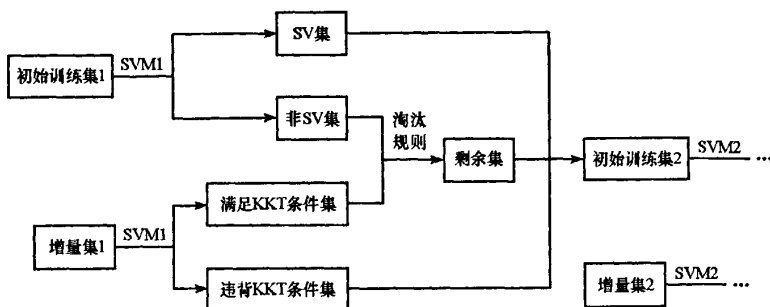 SV集
SVM1
初始训练集1
非SV集
淘汰
规则
剩余集
初始训练集2
SVM2
...
满足KKT条件集
SVM1
增量集1
违背KKT条件集
增量集2
SVM2
...